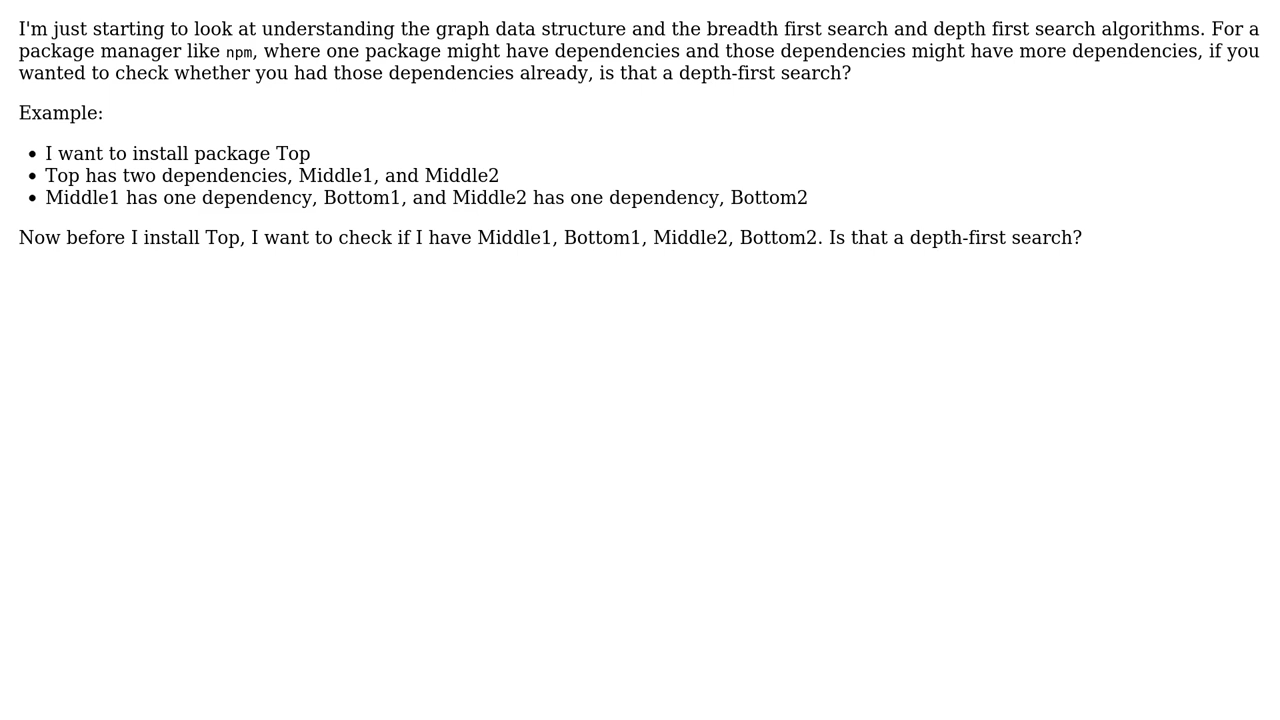 I'm just starting to look at understanding the graph data structure and the breadth first search and depth first search algorithms. For a
package manager like npm, where one package might have dependencies and those dependencies might have more dependencies, if you
wanted to check whether you had those dependencies already, is that a depth-first search?
Example:
• I want to install package Top
• Top has two dependencies, Middle1, and Middle2
• Middle1 has one dependency, Bottom1, and Middle2 has one dependency, Bottom2
Now before I install Top, I want to check if I have Middle1, Bottom1, Middle2, Bottom2. Is that a depth-first search?